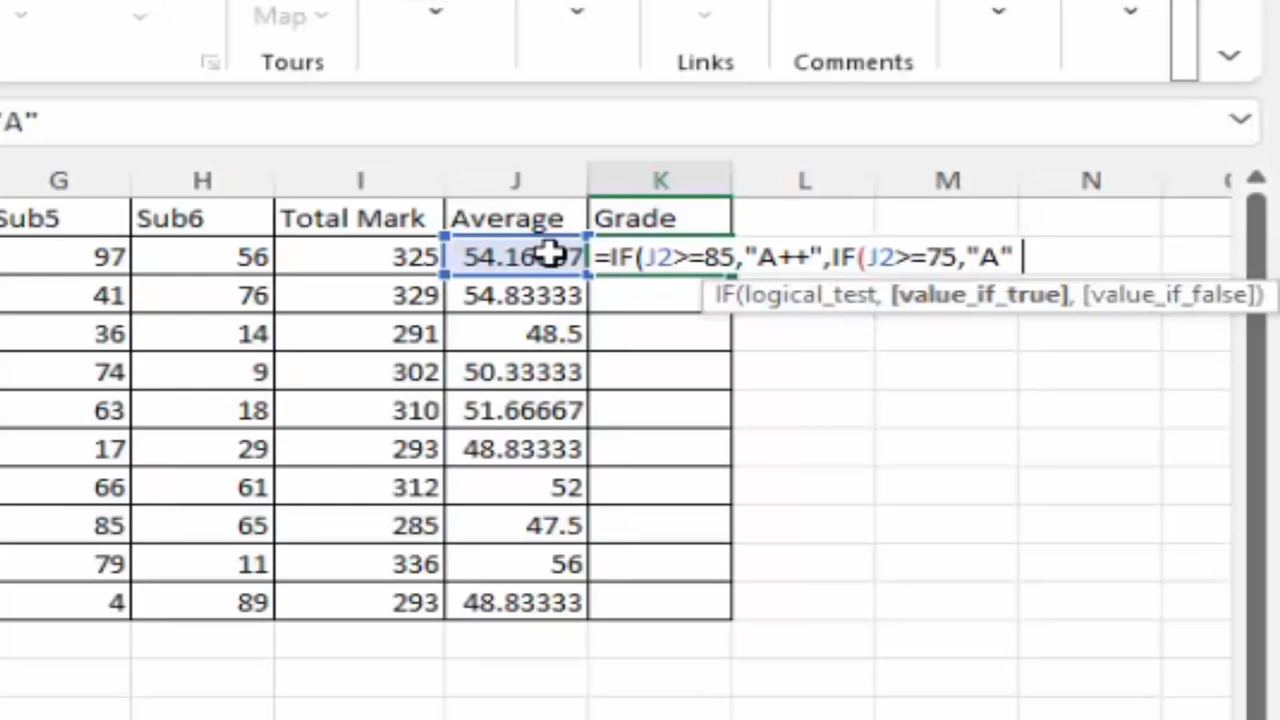 Map
Tours Links Comments
"A"
G H I J K L M N
Sub5 Sub6 Total Mark Average Grade
97 56 325 54.16 7 =IF(J2>=85,"A++",IF(J2>=75,"A"
IF(logical_test, [value_if_true], [value_if_false])
41 76 329 54.83333
36 14 291 48.5
74 9 302 50.33333
63 18 310 51.66667
17 29 293 48.83333
66 61 312 52
85 65 285 47.5
79 11 336 56
4 89 293 48.83333